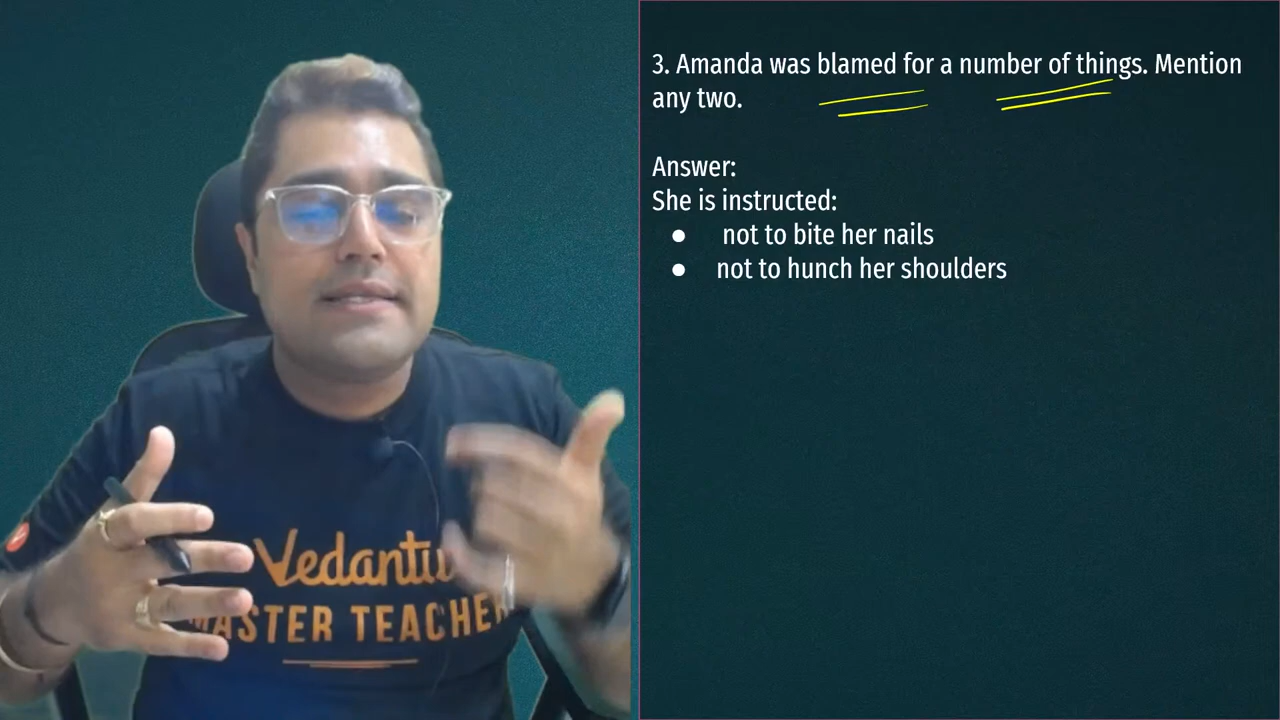 3. Amanda was blamed for a number of things. Mention
any two.
Answer:
She is instructed:
● not to bite her nails
● not to hunch her shoulders
Vedantu
MASTER TEACHER